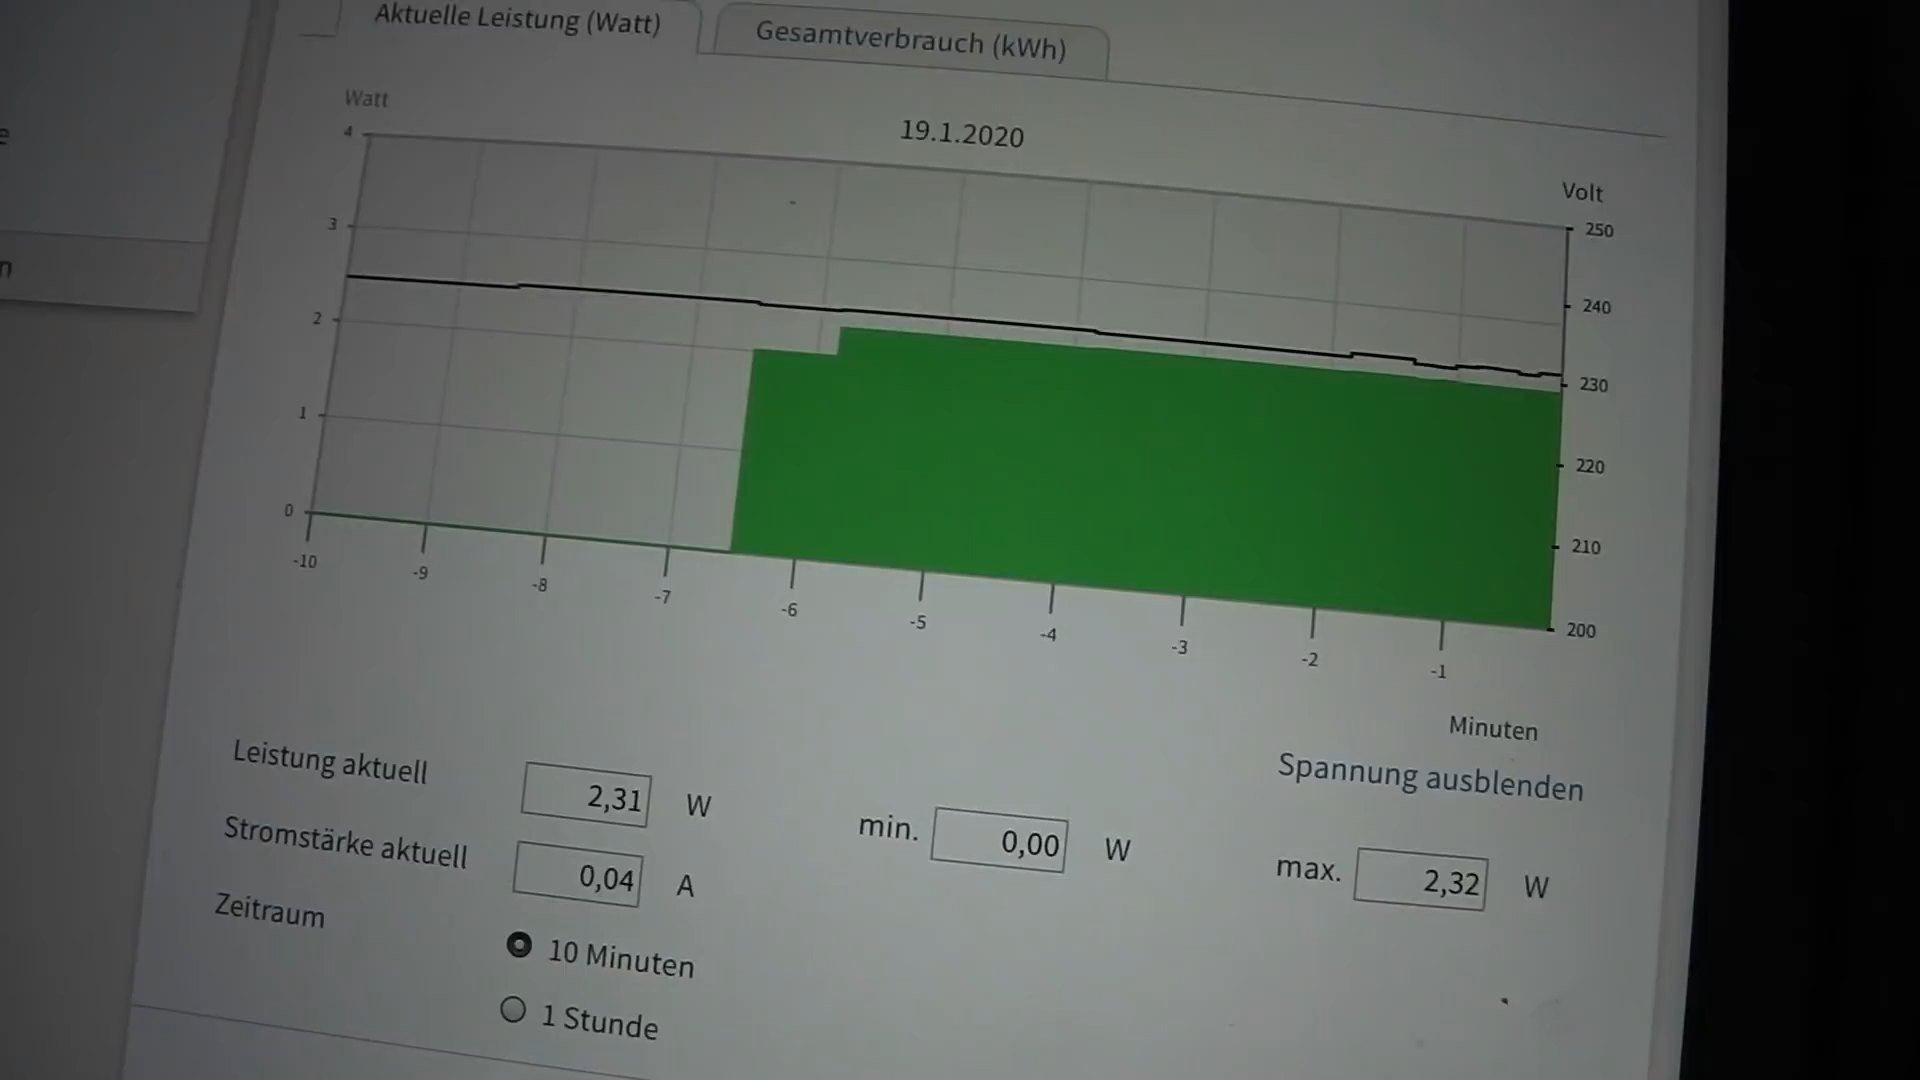 Aktuelle Leistung (Watt)
Gesamtverbrauch (kWh)
Watt
19.1.2020
Volt
4
3
2
1
0
250
240
230
220
210
200
-10
-9
-8
-7
-6
-5
-4
-3
-2
-1
Minuten
Spannung ausblenden
Leistung aktuell
2,31 W
min. 0,00 W
max. 2,32 W
Stromstärke aktuell
0,04 A
Zeitraum
10 Minuten
1 Stunde
e
n